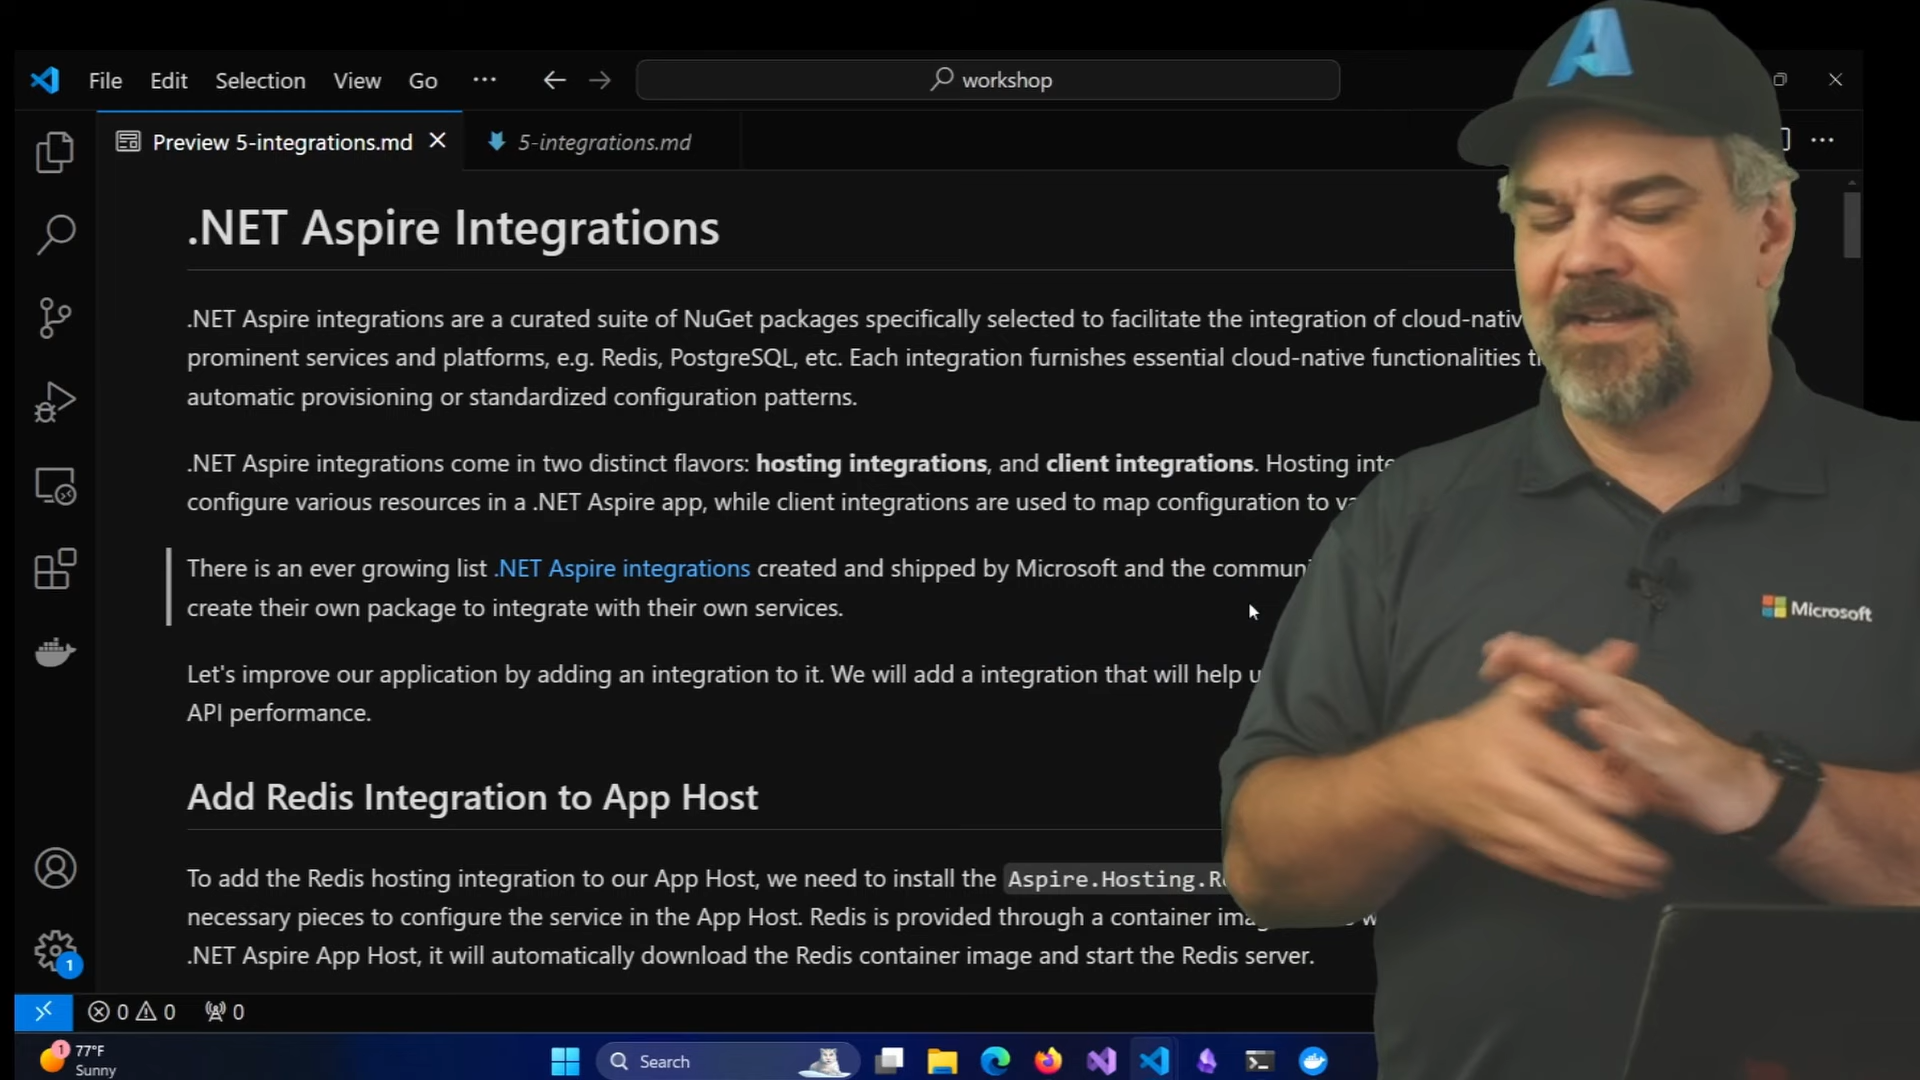 File Edit Selection View Go ··· workshop
Preview 5-integrations.md 5-integrations.md
.NET Aspire Integrations
.NET Aspire integrations are a curated suite of NuGet packages specifically selected to facilitate the integration of
prominent services and platforms, e.g. Redis, PostgreSQL, etc. Each integration furnishes essential cloud-native functionalities
automatic provisioning or standardized configuration patterns.
.NET Aspire integrations come in two distinct flavors: hosting integrations, and client integrations. Hosting
configure various resources in a .NET Aspire app, while client integrations are used to map configuration to
There is an ever growing list .NET Aspire integrations created and shipped by Microsoft and the
create their own package to integrate with their own services.
Microsoft
Let's improve our application by adding an integration to it. We will add a integration that will help
API performance.
Add Redis Integration to App Host
To add the Redis hosting integration to our App Host, we need to install the
necessary pieces to configure the service in the App Host. Redis is provided through a container
.NET Aspire App Host, it will automatically download the Redis container image and start the Redis server.
1
0 0 0
1 77°F
Sunny
Search